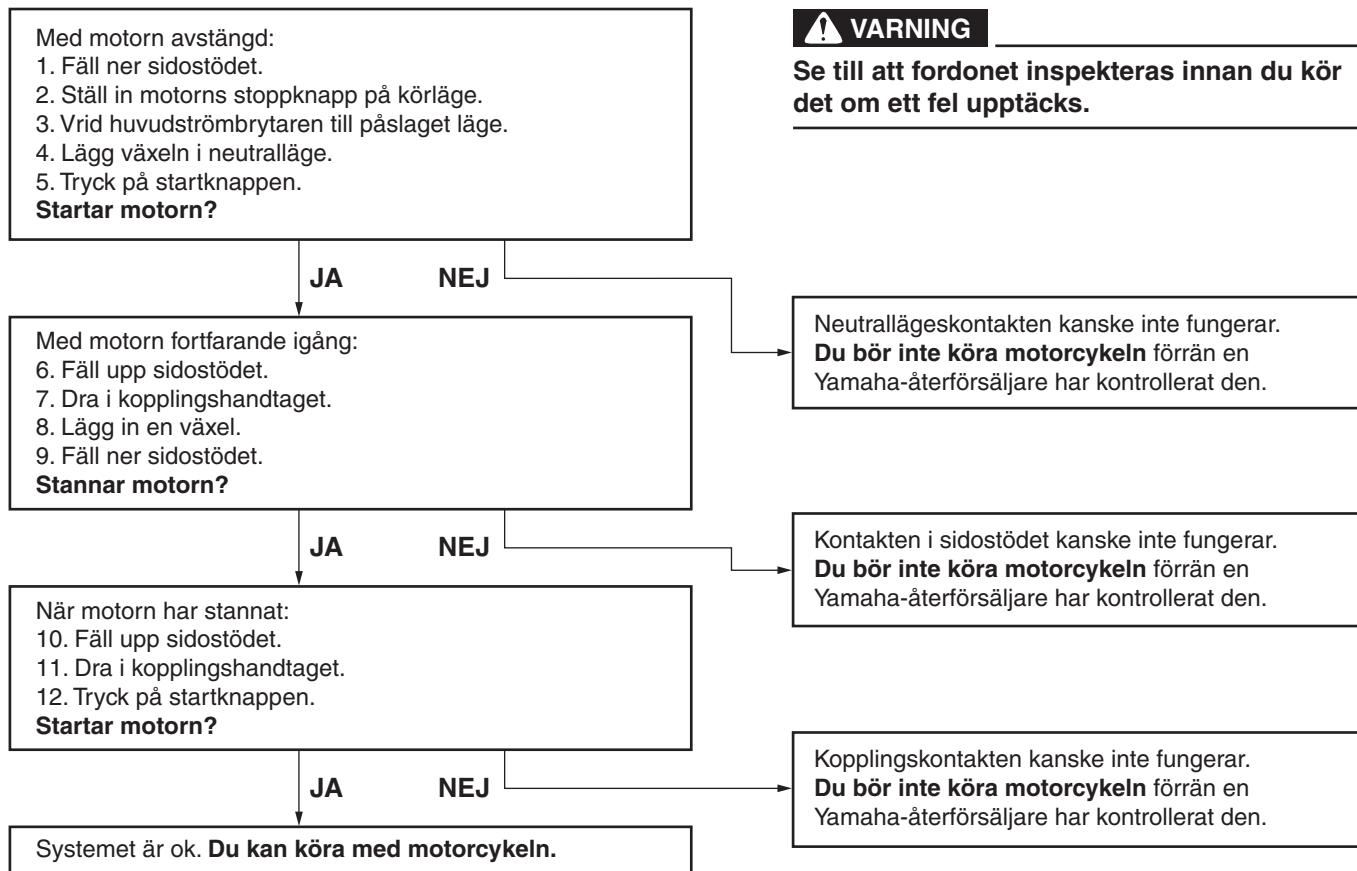 Med motorn avstängd:
1. Fäll ner sidostödet.
2. Ställ in motorns stoppknapp på körläge.
3. Vrid huvudströmbrytaren till påslaget läge.
4. Lägg växeln i neutralläge.
5. Tryck på startknappen.
Startar motorn?
VARNING
Se till att fordonet inspekteras innan du kör
det om ett fel upptäcks.
JA NEJ
Neutrallägeskontakten kanske inte fungerar.
Du bör inte köra motorcykeln förrän en
Yamaha-återförsäljare har kontrollerat den.
Med motorn fortfarande igång:
6. Fäll upp sidostödet.
7. Dra i kopplingshandtaget.
8. Lägg in en växel.
9. Fäll ner sidostödet.
Stannar motorn?
JA NEJ
Kontakten i sidostödet kanske inte fungerar.
Du bör inte köra motorcykeln förrän en
Yamaha-återförsäljare har kontrollerat den.
När motorn har stannat:
10. Fäll upp sidostödet.
11. Dra i kopplingshandtaget.
12. Tryck på startknappen.
Startar motorn?
JA NEJ
Kopplingskontakten kanske inte fungerar.
Du bör inte köra motorcykeln förrän en
Yamaha-återförsäljare har kontrollerat den.
Systemet är ok. Du kan köra med motorcykeln.